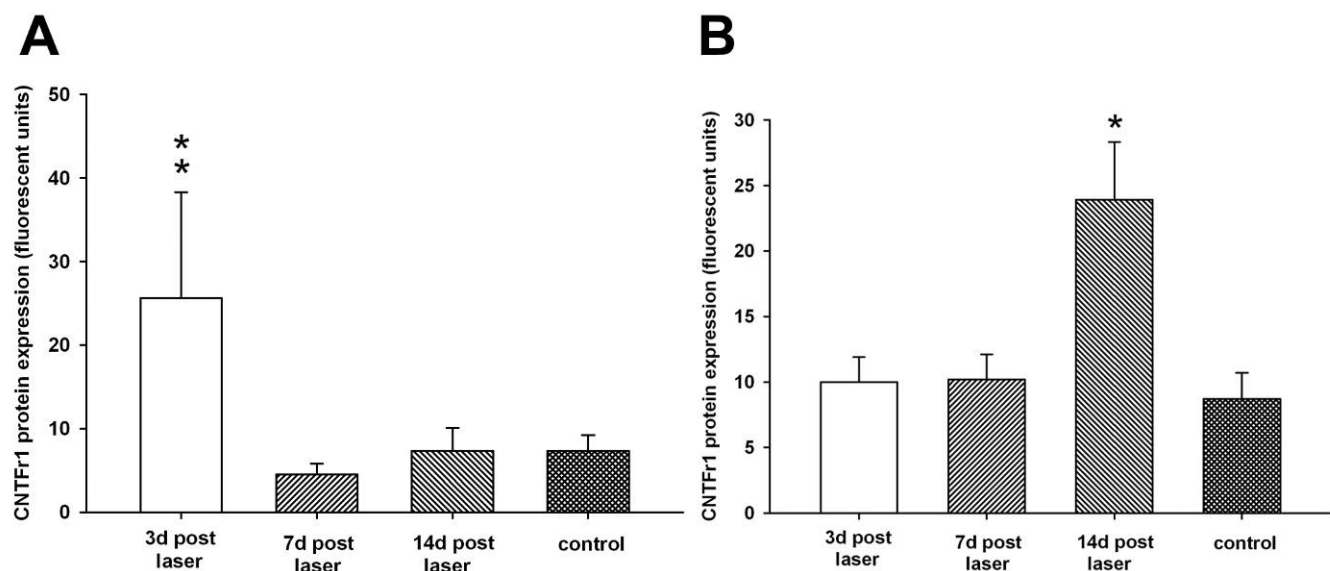 A
CNTFr1 protein expression (fluorescent units)
50
40
30
20
10
0
*
*
3d post
laser
7d post
laser
14d post
laser
control
B
CNTFr1 protein expression (fluorescent units)
30
25
20
15
10
5
0
*
3d post
laser
7d post
laser
14d post
laser
control